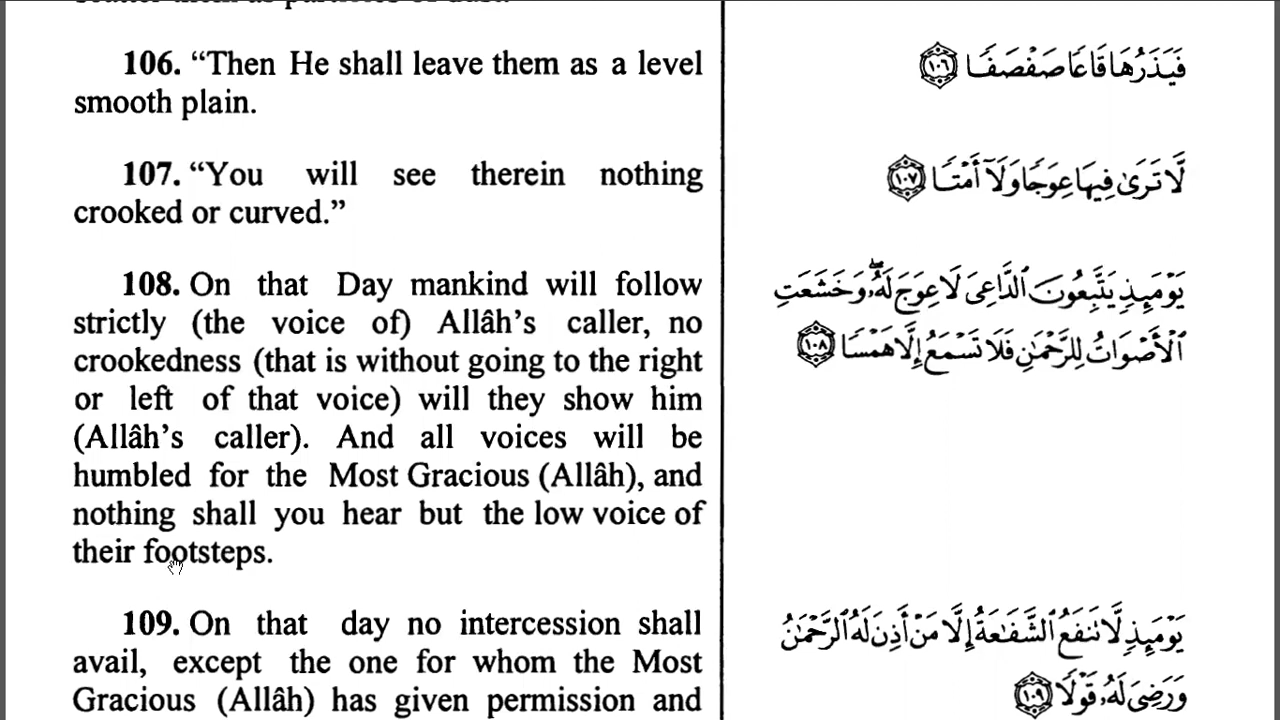 106. “Then He shall leave them as a level
smooth plain.
107. “You will see therein nothing
crooked or curved.”
108. On that Day mankind will follow
strictly (the voice of) Allâh’s caller, no
crookedness (that is without going to the right
or left of that voice) will they show him
(Allâh’s caller). And all voices will be
humbled for the Most Gracious (Allâh), and
nothing shall you hear but the low voice of
their footsteps.
109. On that day no intercession shall
avail, except the one for whom the Most
Gracious (Allâh) has given permission and
فَيَذَرُهَا قَاعًا صَفْصَفًا ١٠٦
لَّا تَرَىٰ فِيهَا عِوَجًا وَلَآ أَمْتًا ١٠٧
يَوْمَئِذٍ يَتَّبِعُونَ ٱلدَّاعِىَ لَا عِوَجَ لَهُۥ ۖ وَخَشَعَتِ
ٱلْأَصْوَاتُ لِلرَّحْمَٰنِ فَلَا تَسْمَعُ إِلَّا هَمْسًا ١٠٨
يَوْمَئِذٍ لَّا تَنفَعُ ٱلشَّفَٰعَةُ إِلَّا مَنْ أَذِنَ لَهُ ٱلرَّحْمَٰنُ
وَرَضِىَ لَهُۥ قَوْلًا ١٠٩